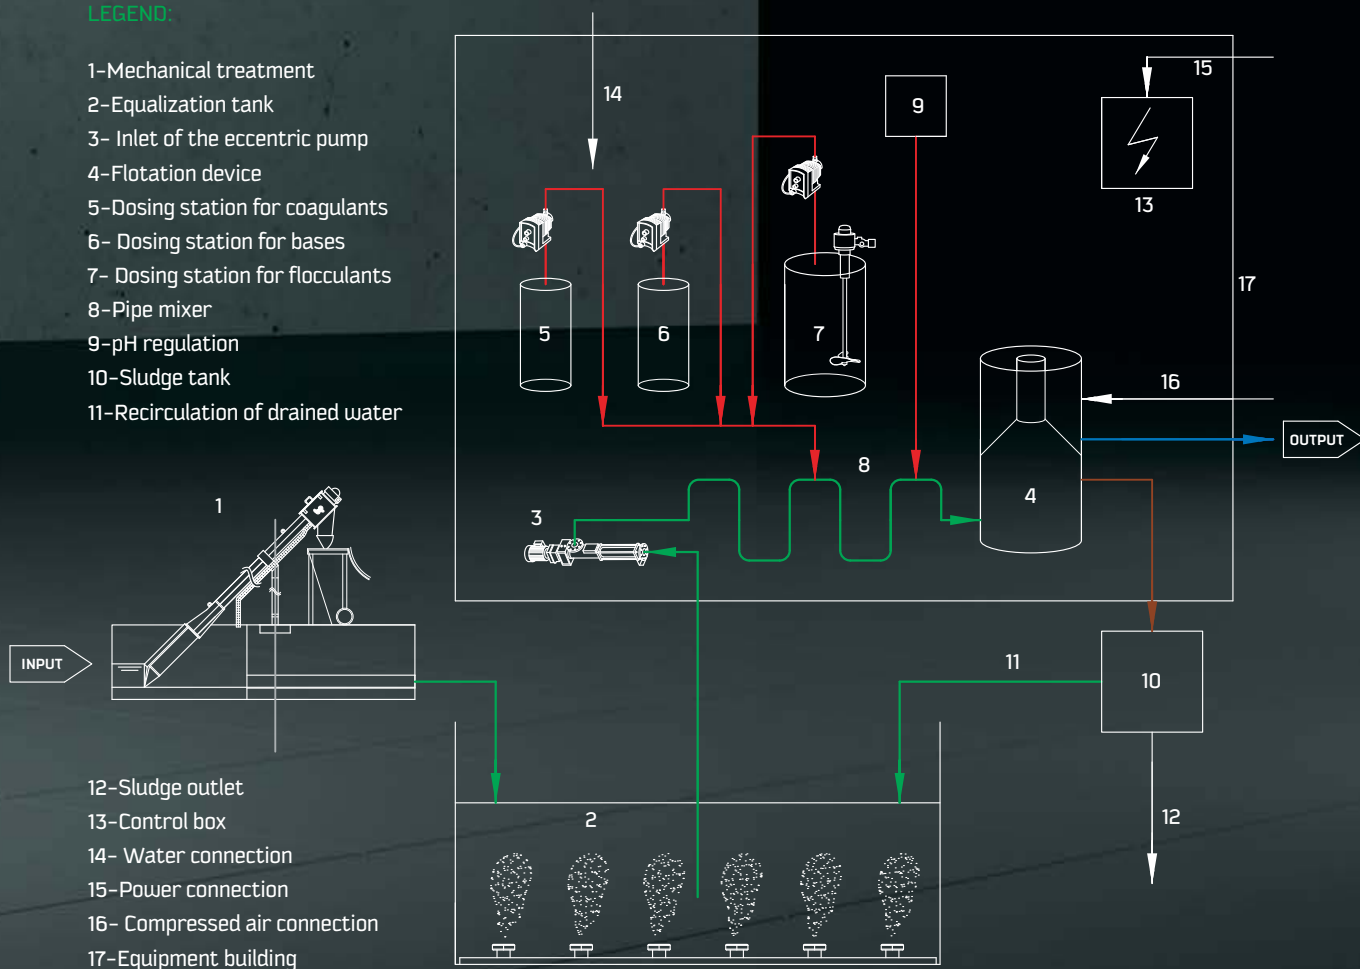 LEGEND:
1-Mechanical treatment
2-Equalization tank
3- Inlet of the eccentric pump
4-Flotation device
5-Dosing station for coagulants
6- Dosing station for bases
7- Dosing station for flocculants
8-Pipe mixer
9-pH regulation
10-Sludge tank
11-Recirculation of drained water
12-Sludge outlet
13-Control box
14- Water connection
15-Power connection
16- Compressed air connection
17-Equipment building
14
9
15
13
17
5
6
7
16
OUTPUT
8
4
3
1
INPUT
11
10
2
12